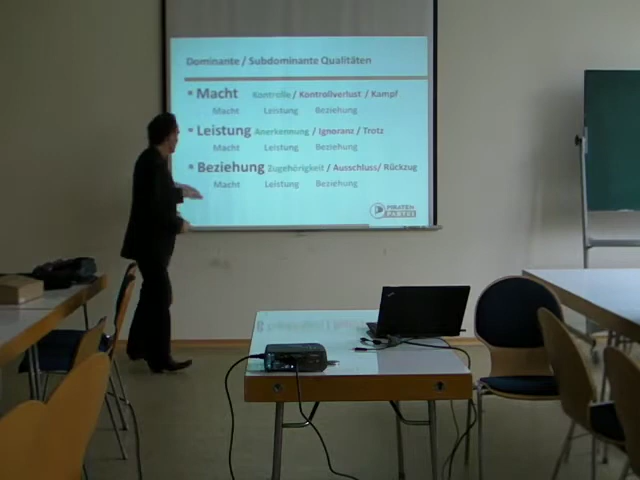 Dominante / Subdominante Qualitäten
▪ Macht Kontrolle / Kontrollverlust / Kampf
Macht Leistung Beziehung
▪ Leistung Anerkennung / Ignoranz / Trotz
Macht Leistung Beziehung
▪ Beziehung Zugehörigkeit / Ausschluss/ Rückzug
Macht Leistung Beziehung
PIRATEN
PARTEI